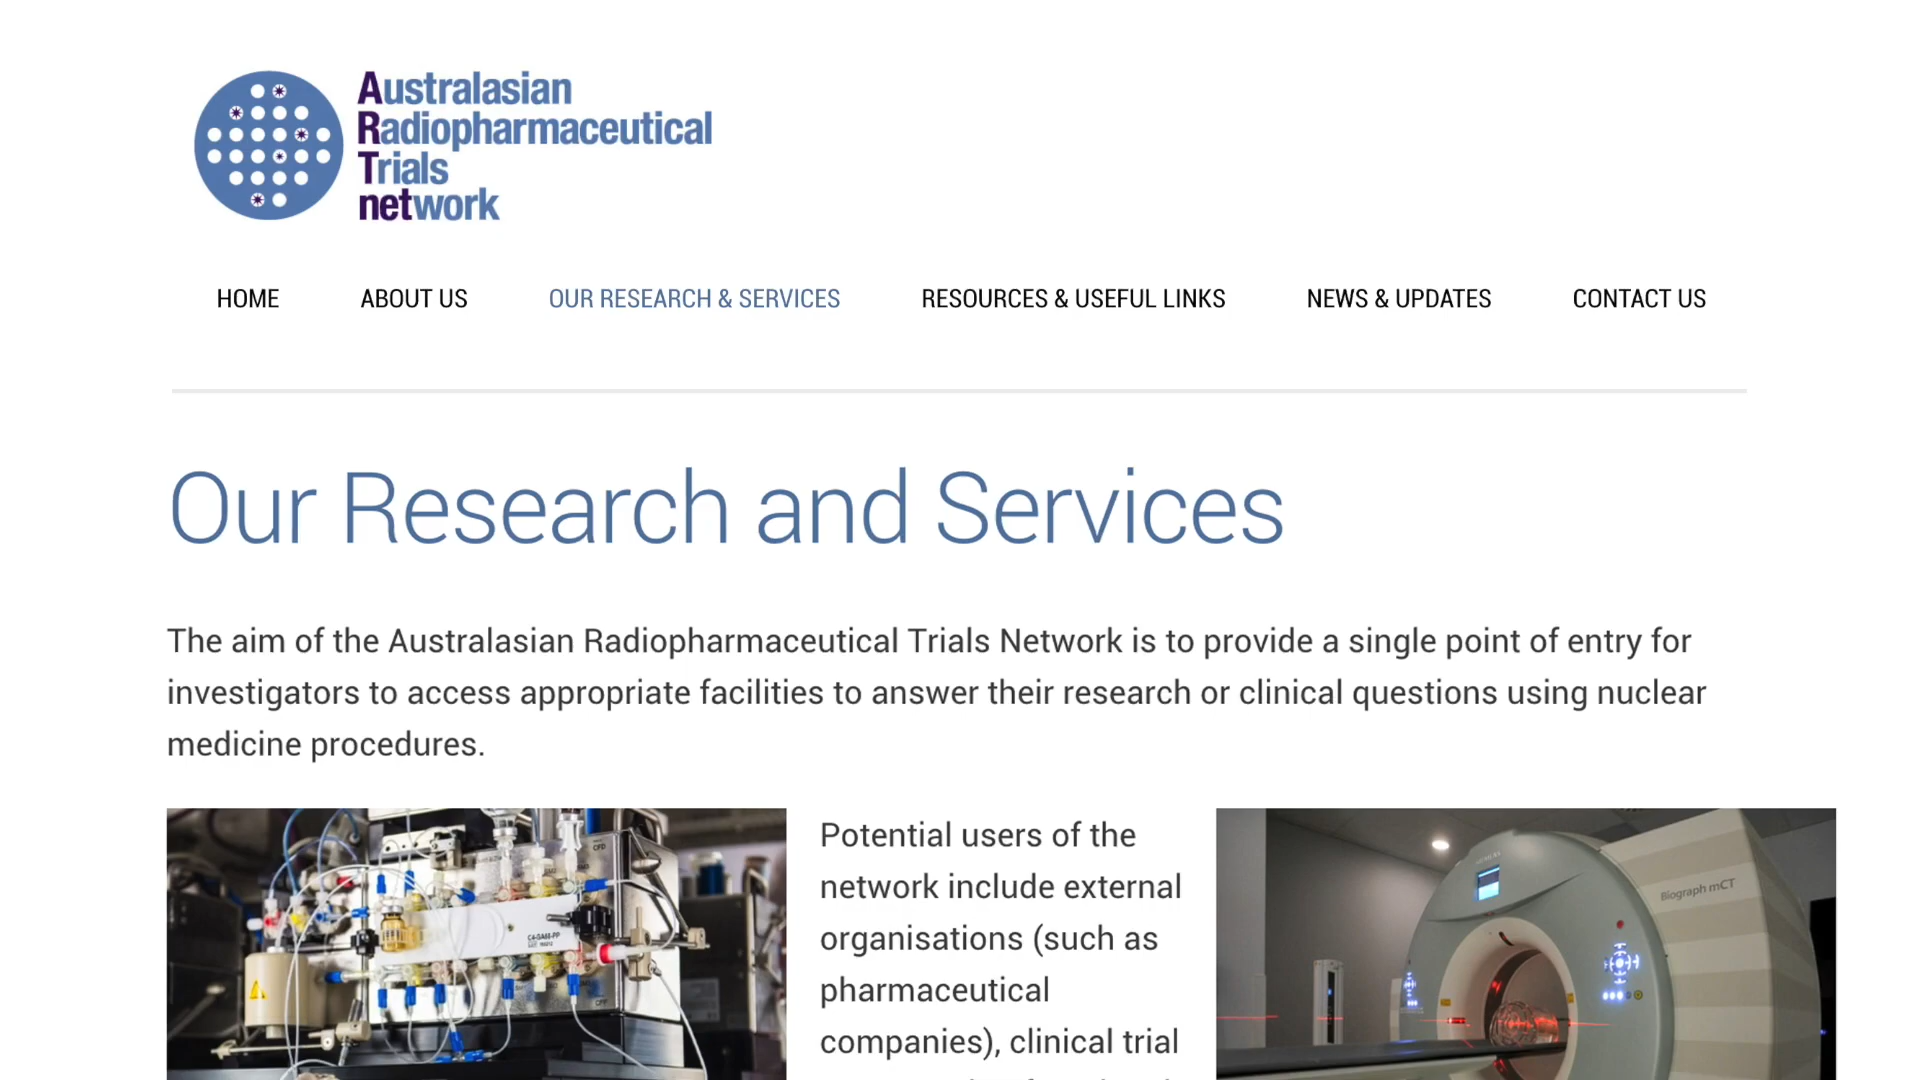 Australasian
Radiopharmaceutical
Trials
network
HOME ABOUT US OUR RESEARCH & SERVICES RESOURCES & USEFUL LINKS NEWS & UPDATES CONTACT US
Our Research and Services
The aim of the Australasian Radiopharmaceutical Trials Network is to provide a single point of entry for
investigators to access appropriate facilities to answer their research or clinical questions using nuclear
medicine procedures.
Potential users of the
network include external
organisations (such as
pharmaceutical
companies), clinical trial
C4-GA68-PP
Biograph mCT